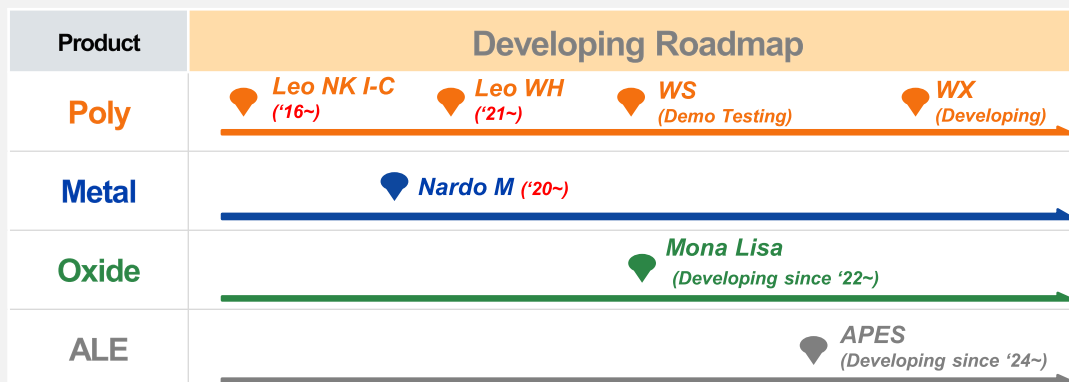 Product
Developing Roadmap
Poly
Leo NK I-C
(‘16~)
Leo WH
(‘21~)
WS
(Demo Testing)
WX
(Developing)
Metal
Nardo M (‘20~)
Oxide
Mona Lisa
(Developing since ‘22~)
ALE
APES
(Developing since ‘24~)